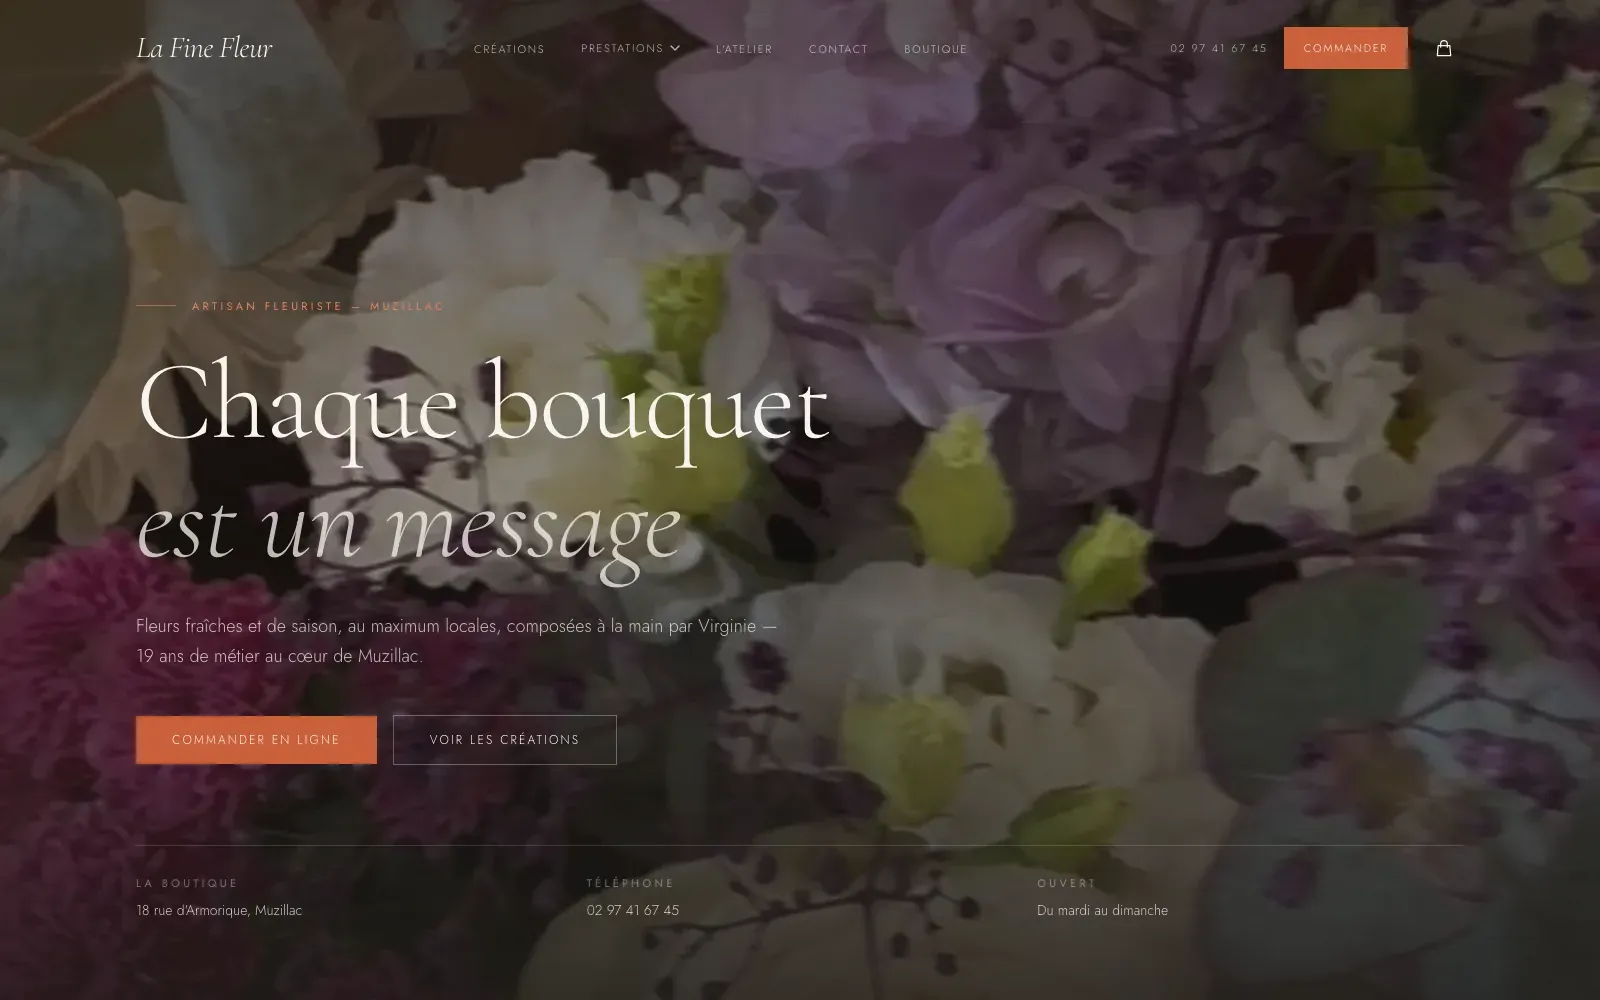 La Fine Fleur
CRÉATIONS
PRESTATIONS
L'ATELIER
CONTACT
BOUTIQUE
02 97 41 67 45
COMMANDER
ARTISAN FLEURISTE — MUZILLAC
Chaque bouquet
est un message
Fleurs fraîches et de saison, au maximum locales, composées à la main par Virginie —
19 ans de métier au cœur de Muzillac.
COMMANDER EN LIGNE
VOIR LES CRÉATIONS
LA BOUTIQUE
18 rue d'Armorique, Muzillac
TÉLÉPHONE
02 97 41 67 45
OUVERT
Du mardi au dimanche